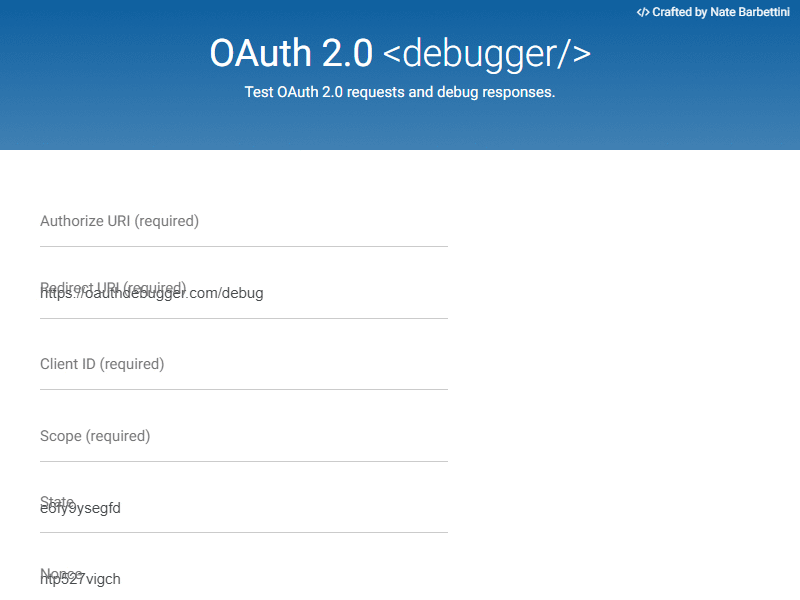 </> Crafted by Nate Barbettini
OAuth 2.0 <debugger/>
Test OAuth 2.0 requests and debug responses.
Authorize URI (required)
Redirect URI (required)
https://oauthdebugger.com/debug
Client ID (required)
Scope (required)
State
e6fy9ysegfd
Nonce
ntp527vigch